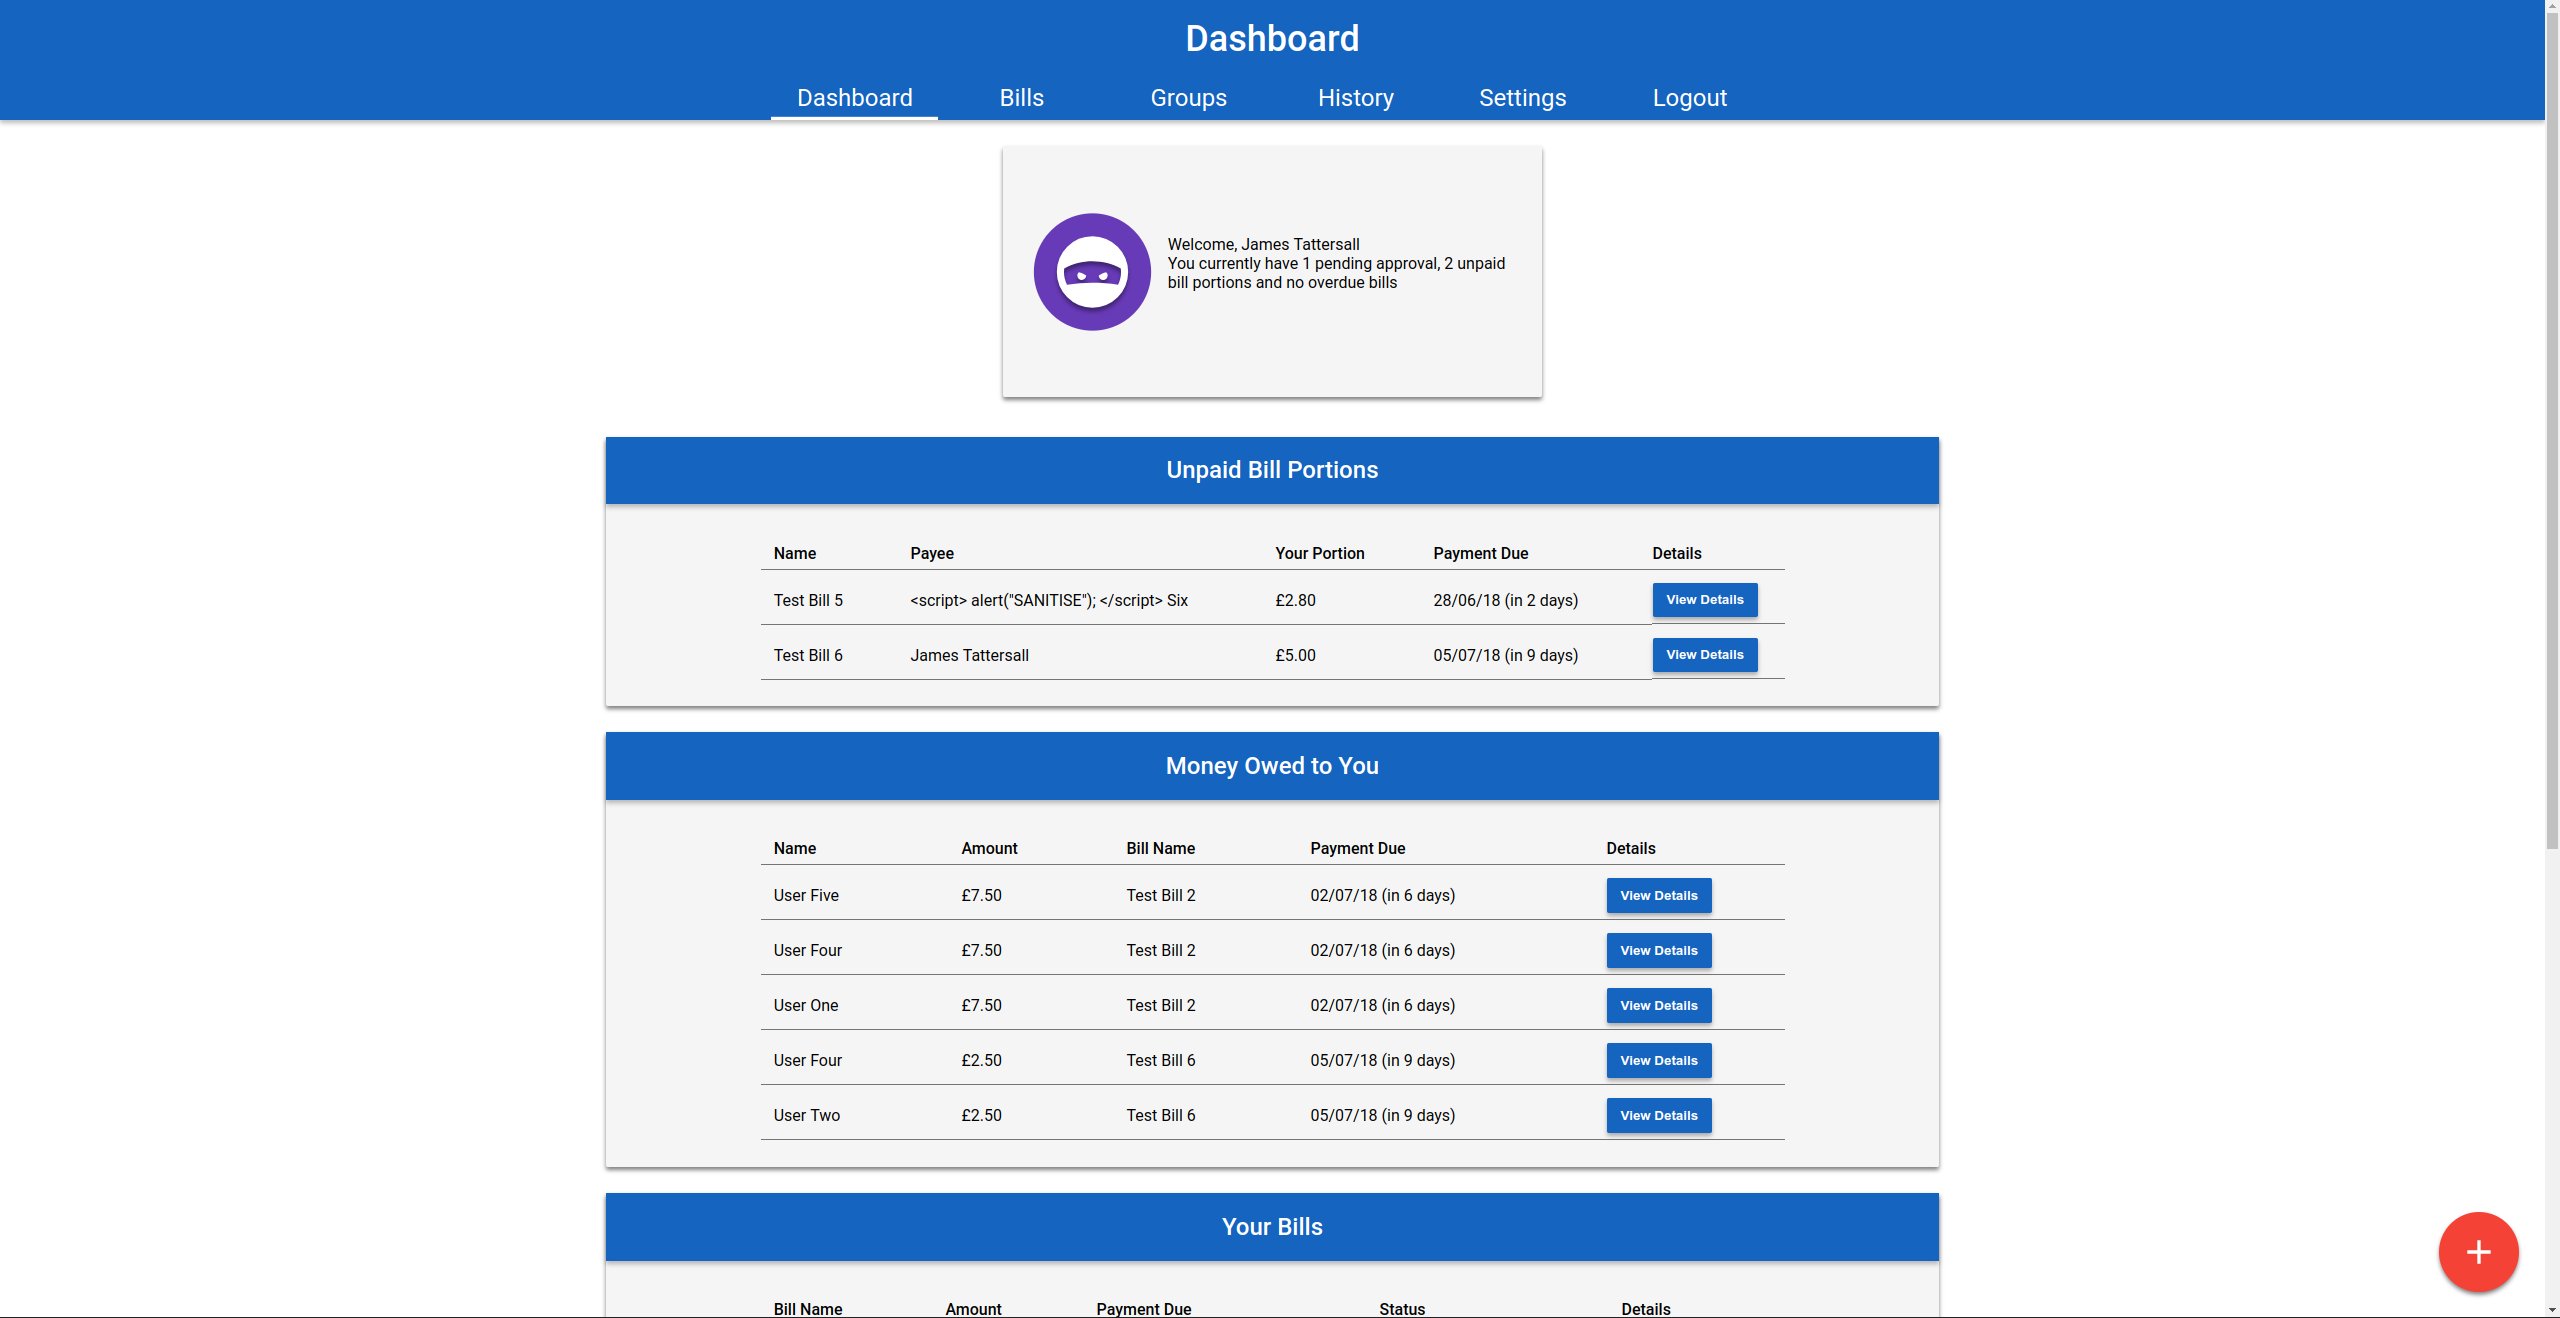 Dashboard
Dashboard Bills Groups History Settings Logout
Welcome, James Tattersall
You currently have 1 pending approval, 2 unpaid
bill portions and no overdue bills
Unpaid Bill Portions
Name Payee Your Portion Payment Due Details
Test Bill 5 <script> alert("SANITISE"); </script> Six £2.80 28/06/18 (in 2 days) View Details
Test Bill 6 James Tattersall £5.00 05/07/18 (in 9 days) View Details
Money Owed to You
Name Amount Bill Name Payment Due Details
User Five £7.50 Test Bill 2 02/07/18 (in 6 days) View Details
User Four £7.50 Test Bill 2 02/07/18 (in 6 days) View Details
User One £7.50 Test Bill 2 02/07/18 (in 6 days) View Details
User Four £2.50 Test Bill 6 05/07/18 (in 9 days) View Details
User Two £2.50 Test Bill 6 05/07/18 (in 9 days) View Details
Your Bills
Bill Name Amount Payment Due Status Details